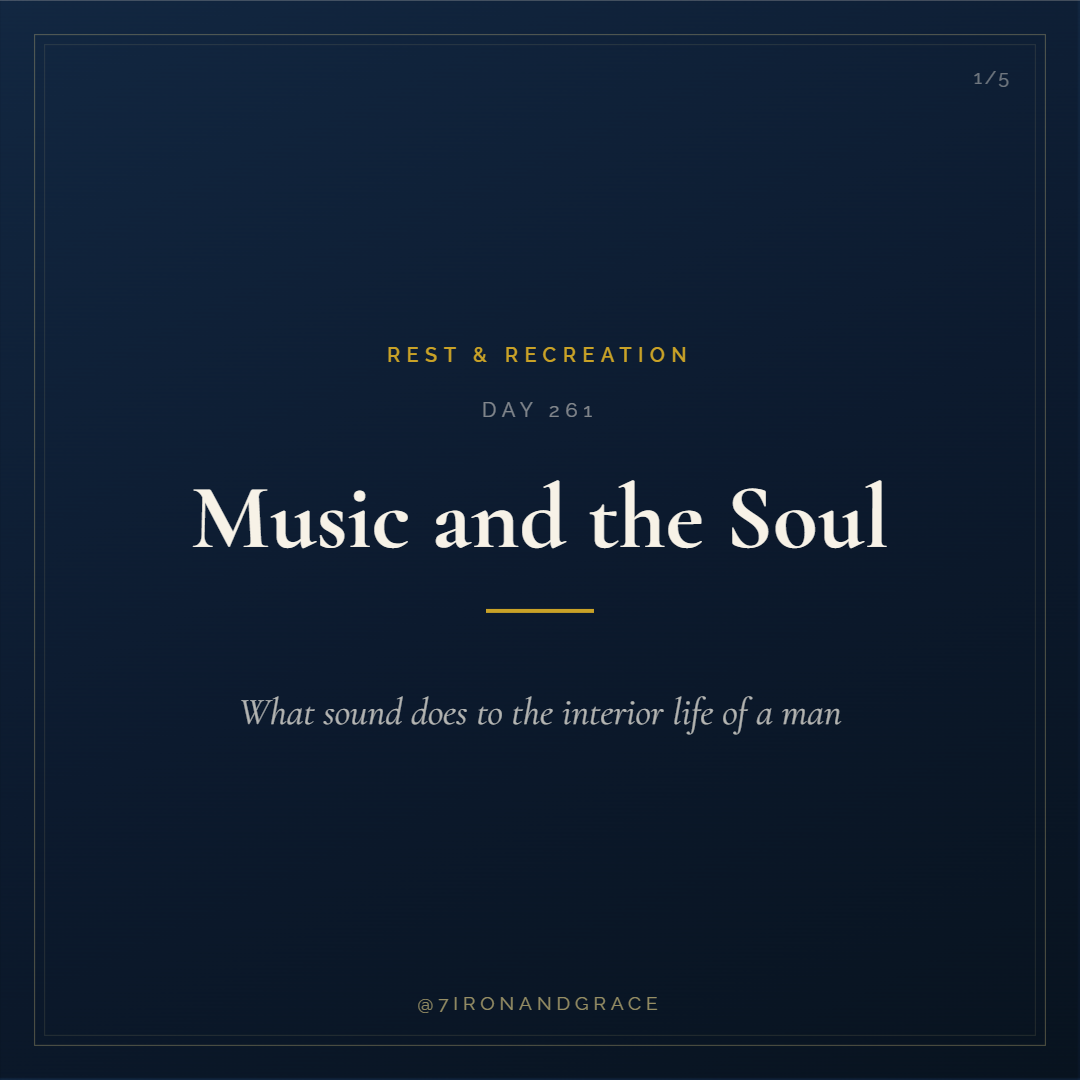 1/5
REST & RECREATION
DAY 261
Music and the Soul
What sound does to the interior life of a man
@7IRONANDGRACE